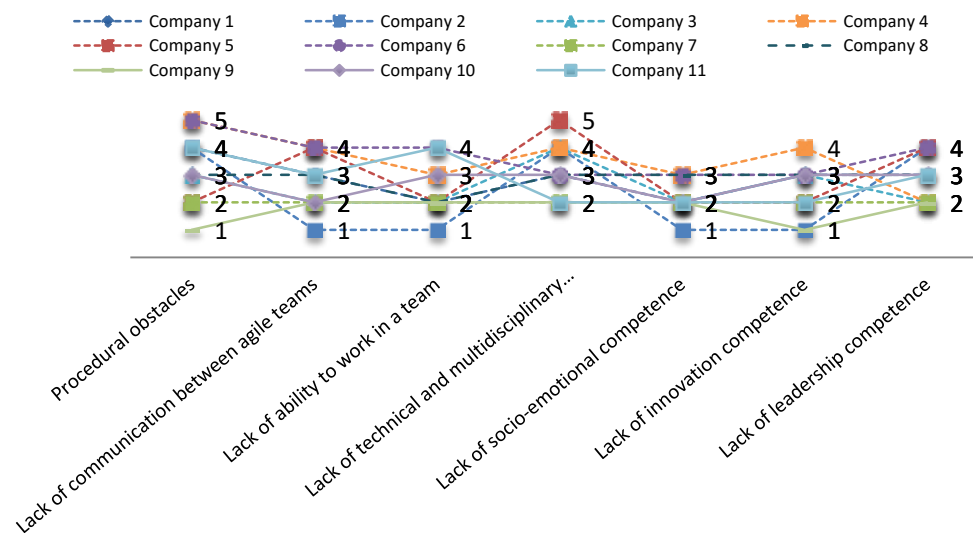 Company 1 Company 2 Company 3 Company 4
Company 5 Company 6 Company 7 Company 8
Company 9 Company 10 Company 11
5 5
4 4 4 4 4 4
3 3 3 3 3 3 3
2 2 2 2 2 2 2
1 1 1 1 1
Procedural obstacles
Lack of communication between agile teams
Lack of ability to work in a team
Lack of technical and multidisciplinary...
Lack of socio-emotional competence
Lack of innovation competence
Lack of leadership competence